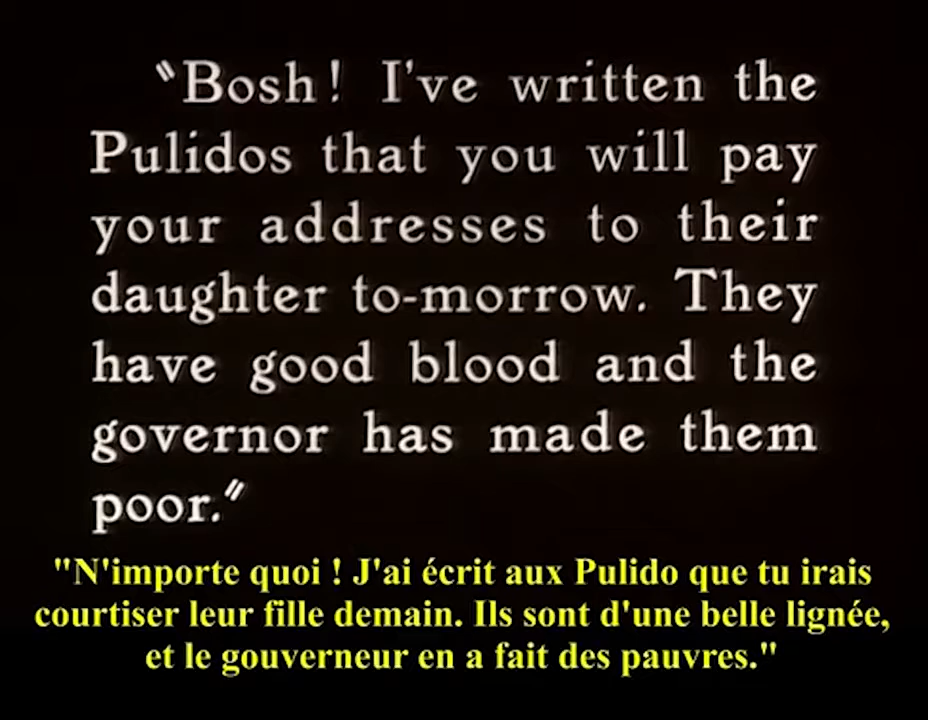 "Bosh! I've written the
Pulidos that you will pay
your addresses to their
daughter to-morrow. They
have good blood and the
governor has made them
poor."
"N'importe quoi ! J'ai écrit aux Pulido que tu irais
courtiser leur fille demain. Ils sont d'une belle lignée,
et le gouverneur en a fait des pauvres."